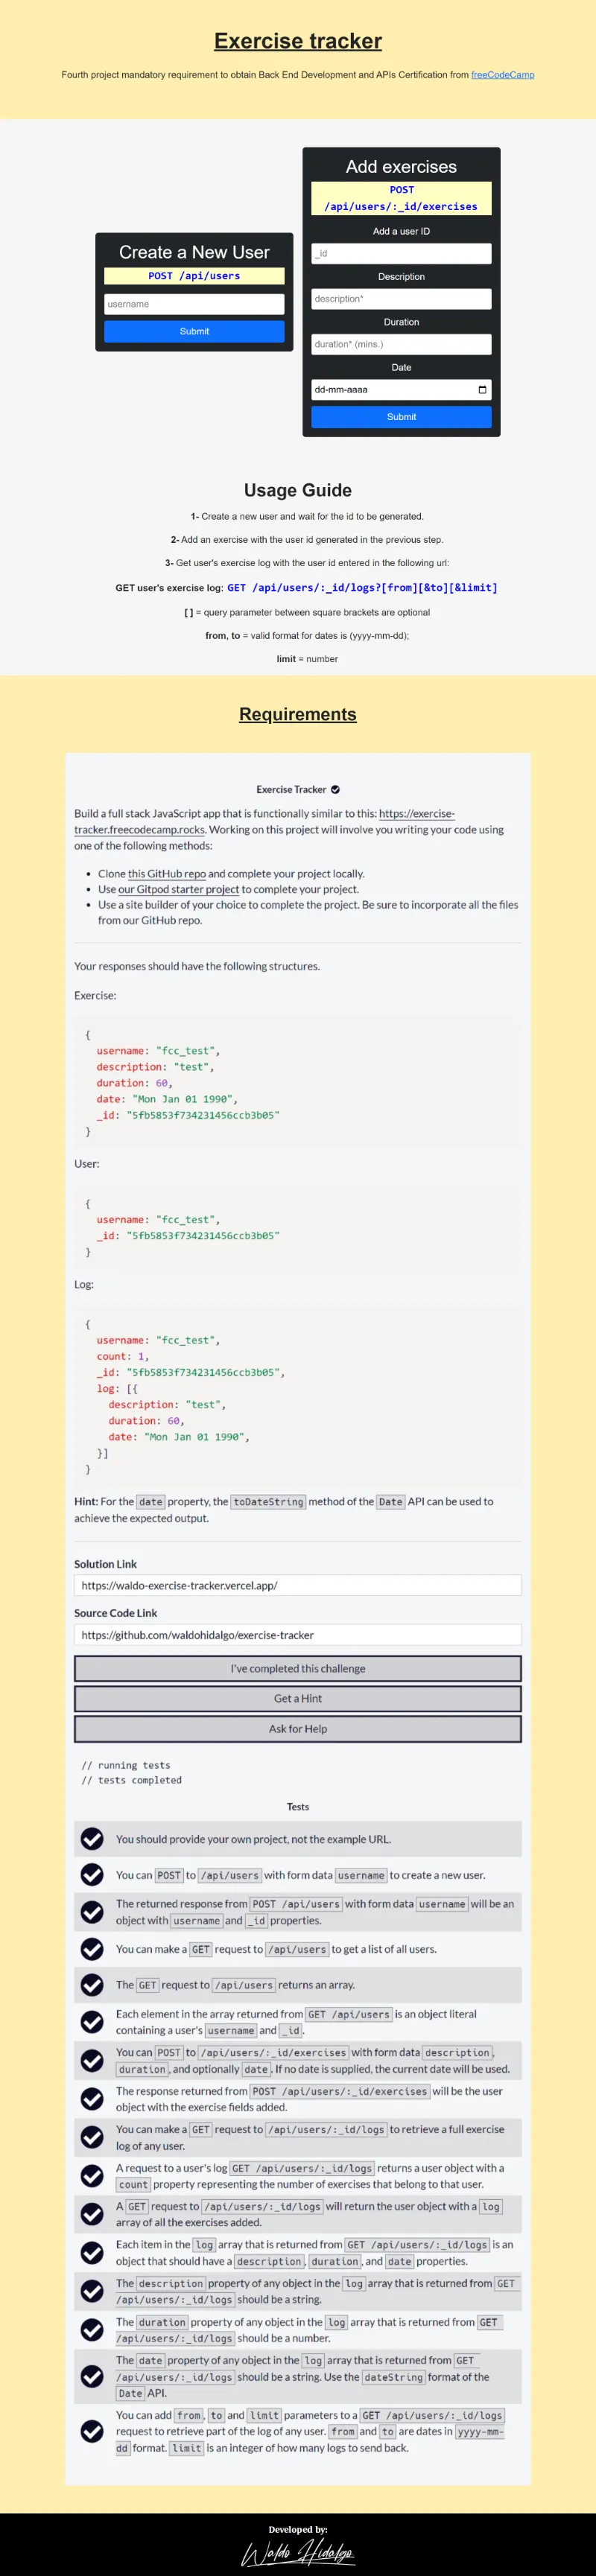 Exercise tracker
Fourth project mandatory requirement to obtain Back End Development and APIs Certification from freeCodeCamp
Create a New User
POST /api/users
username
Submit
Add exercises
POST
/api/users/:_id/exercises
Add a user ID
_id
Description
description*
Duration
duration* (mins.)
Date
dd-mm-aaaa
Submit
Usage Guide
1- Create a new user and wait for the id to be generated.
2- Add an exercise with the user id generated in the previous step.
3- Get user's exercise log with the user id entered in the following url:
GET user's exercise log: GET /api/users/:_id/logs?[from][&to][&limit]
[ ] = query parameter between square brackets are optional
from, to = valid format for dates is (yyyy-mm-dd);
limit = number
Requirements
Exercise Tracker
Build a full stack JavaScript app that is functionally similar to this: https://exercise-
tracker.freecodecamp.rocks. Working on this project will involve you writing your code using
one of the following methods:
• Clone this GitHub repo and complete your project locally.
• Use our Gitpod starter project to complete your project.
• Use a site builder of your choice to complete the project. Be sure to incorporate all the files
from our GitHub repo.
Your responses should have the following structures.
Exercise:
{
username: "fcc_test",
description: "test",
duration: 60,
date: "Mon Jan 01 1990",
_id: "5fb5853f734231456ccb3b05"
}
User:
{
username: "fcc_test",
_id: "5fb5853f734231456ccb3b05"
}
Log:
{
username: "fcc_test",
count: 1,
_id: "5fb5853f734231456ccb3b05",
log: [{
description: "test",
duration: 60,
date: "Mon Jan 01 1990",
}]
}
Hint: For the date property, the toDateString method of the Date API can be used to
achieve the expected output.
Solution Link
https://waldo-exercise-tracker.vercel.app/
Source Code Link
https://github.com/waldohidalgo/exercise-tracker
I've completed this challenge
Get a Hint
Ask for Help
// running tests
// tests completed
Tests
You should provide your own project, not the example URL.
You can POST to /api/users with form data username to create a new user.
The returned response from POST /api/users with form data username will be an
object with username and _id properties.
You can make a GET request to /api/users to get a list of all users.
The GET request to /api/users returns an array.
Each element in the array returned from GET /api/users is an object literal
containing a user's username and _id.
You can POST to /api/users/:_id/exercises with form data description,
duration, and optionally date. If no date is supplied, the current date will be used.
The response returned from POST /api/users/:_id/exercises will be the user
object with the exercise fields added.
You can make a GET request to /api/users/:_id/logs to retrieve a full exercise
log of any user.
A request to a user's log GET /api/users/:_id/logs returns a user object with a
count property representing the number of exercises that belong to that user.
A GET request to /api/users/:_id/logs will return the user object with a log
array of all the exercises added.
Each item in the log array that is returned from GET /api/users/:_id/logs is an
object that should have a description, duration, and date properties.
The description property of any object in the log array that is returned from GET
/api/users/:_id/logs should be a string.
The duration property of any object in the log array that is returned from GET
/api/users/:_id/logs should be a number.
The date property of any object in the log array that is returned from GET
/api/users/:_id/logs should be a string. Use the dateString format of the
Date API.
You can add from, to and limit parameters to a GET /api/users/:_id/logs
request to retrieve part of the log of any user. from and to are dates in yyyy-mm-
dd format. limit is an integer of how many logs to send back.
Developed by:
Waldo Hidalgo